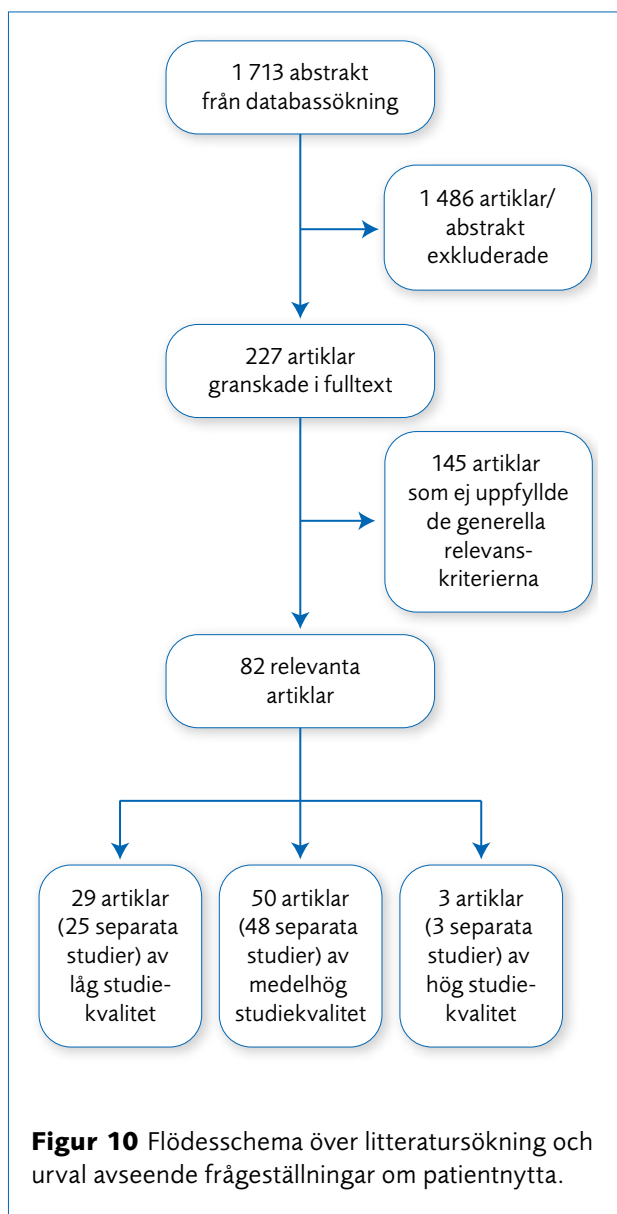 1 713 abstrakt
från databassökning
1 486 artiklar/
abstrakt
exkluderade
227 artiklar
granskade i fulltext
145 artiklar
som ej uppfyllde
de generella
relevans-
kriterierna
82 relevanta
artiklar
29 artiklar
(25 separata
studier) av
låg studie-
kvalitet
50 artiklar
(48 separata
studier) av
medelhög
studiekvalitet
3 artiklar
(3 separata
studier) av
hög studie-
kvalitet
Figur 10 Flödesschema över litteratursökning och
urval avseende frågeställningar om patientnytta.